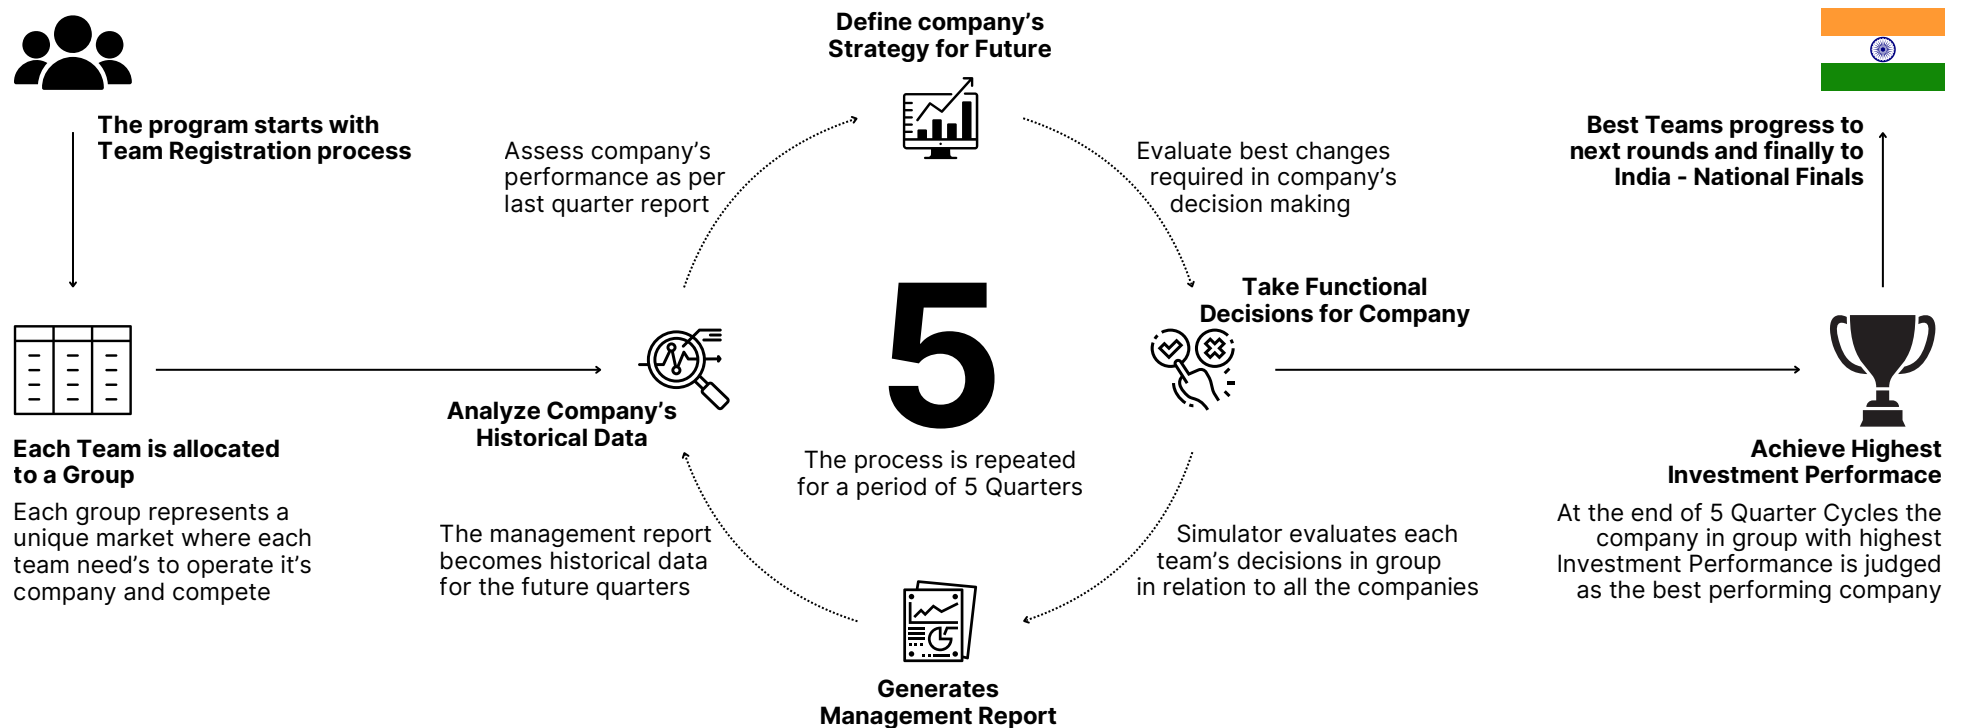 The program starts with
Team Registration process
Each Team is allocated
to a Group
Each group represents a
unique market where each
team need's to operate it's
company and compete
Analyze Company's
Historical Data
Assess company's
performance as per
last quarter report
Define company's
Strategy for Future
Evaluate best changes
required in company's
decision making
Take Functional
Decisions for Company
Simulator evaluates each
team's decisions in group
in relation to all the companies
Generates
Management Report
The management report
becomes historical data
for the future quarters
5
The process is repeated
for a period of 5 Quarters
Achieve Highest
Investment Performace
At the end of 5 Quarter Cycles the
company in group with highest
Investment Performance is judged
as the best performing company
Best Teams progress to
next rounds and finally to
India - National Finals